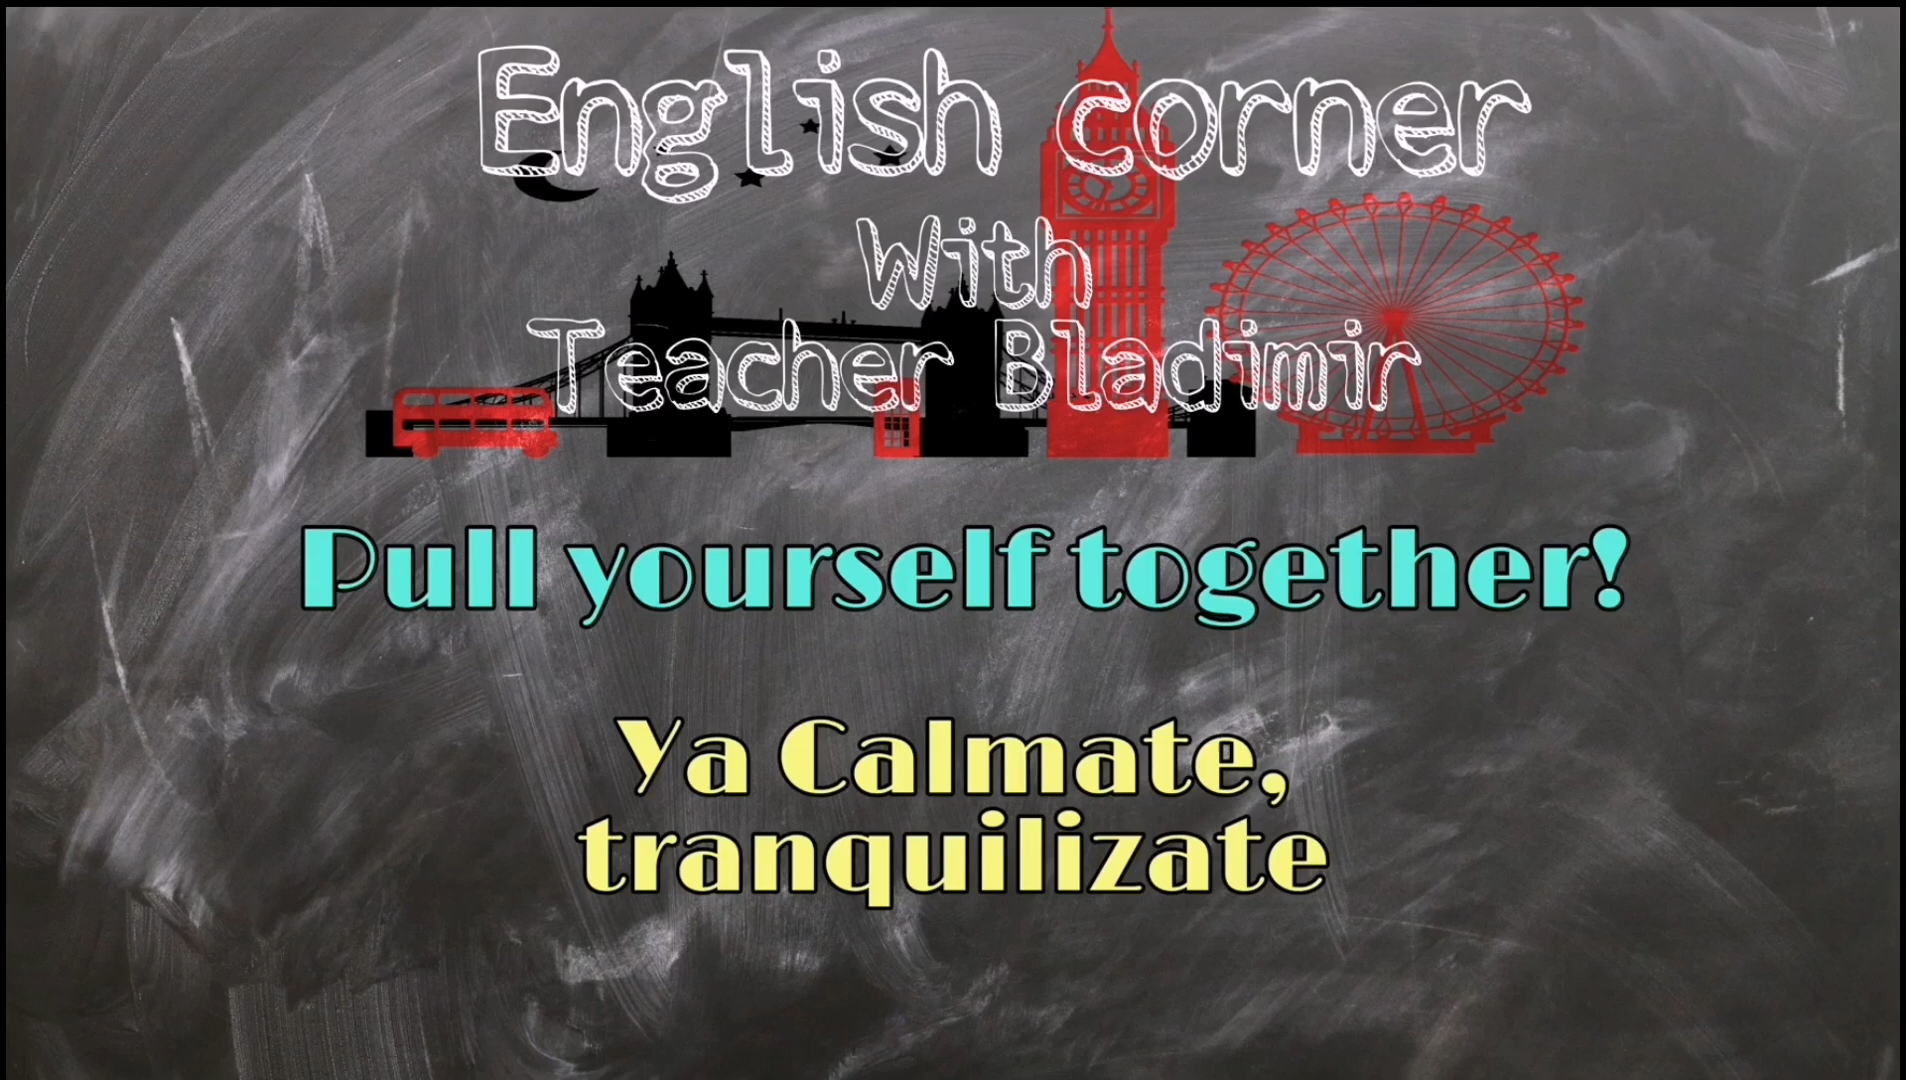 English corner
With
Teacher Bladimir
Pull yourself together!
Ya Calmate,
tranquilizate